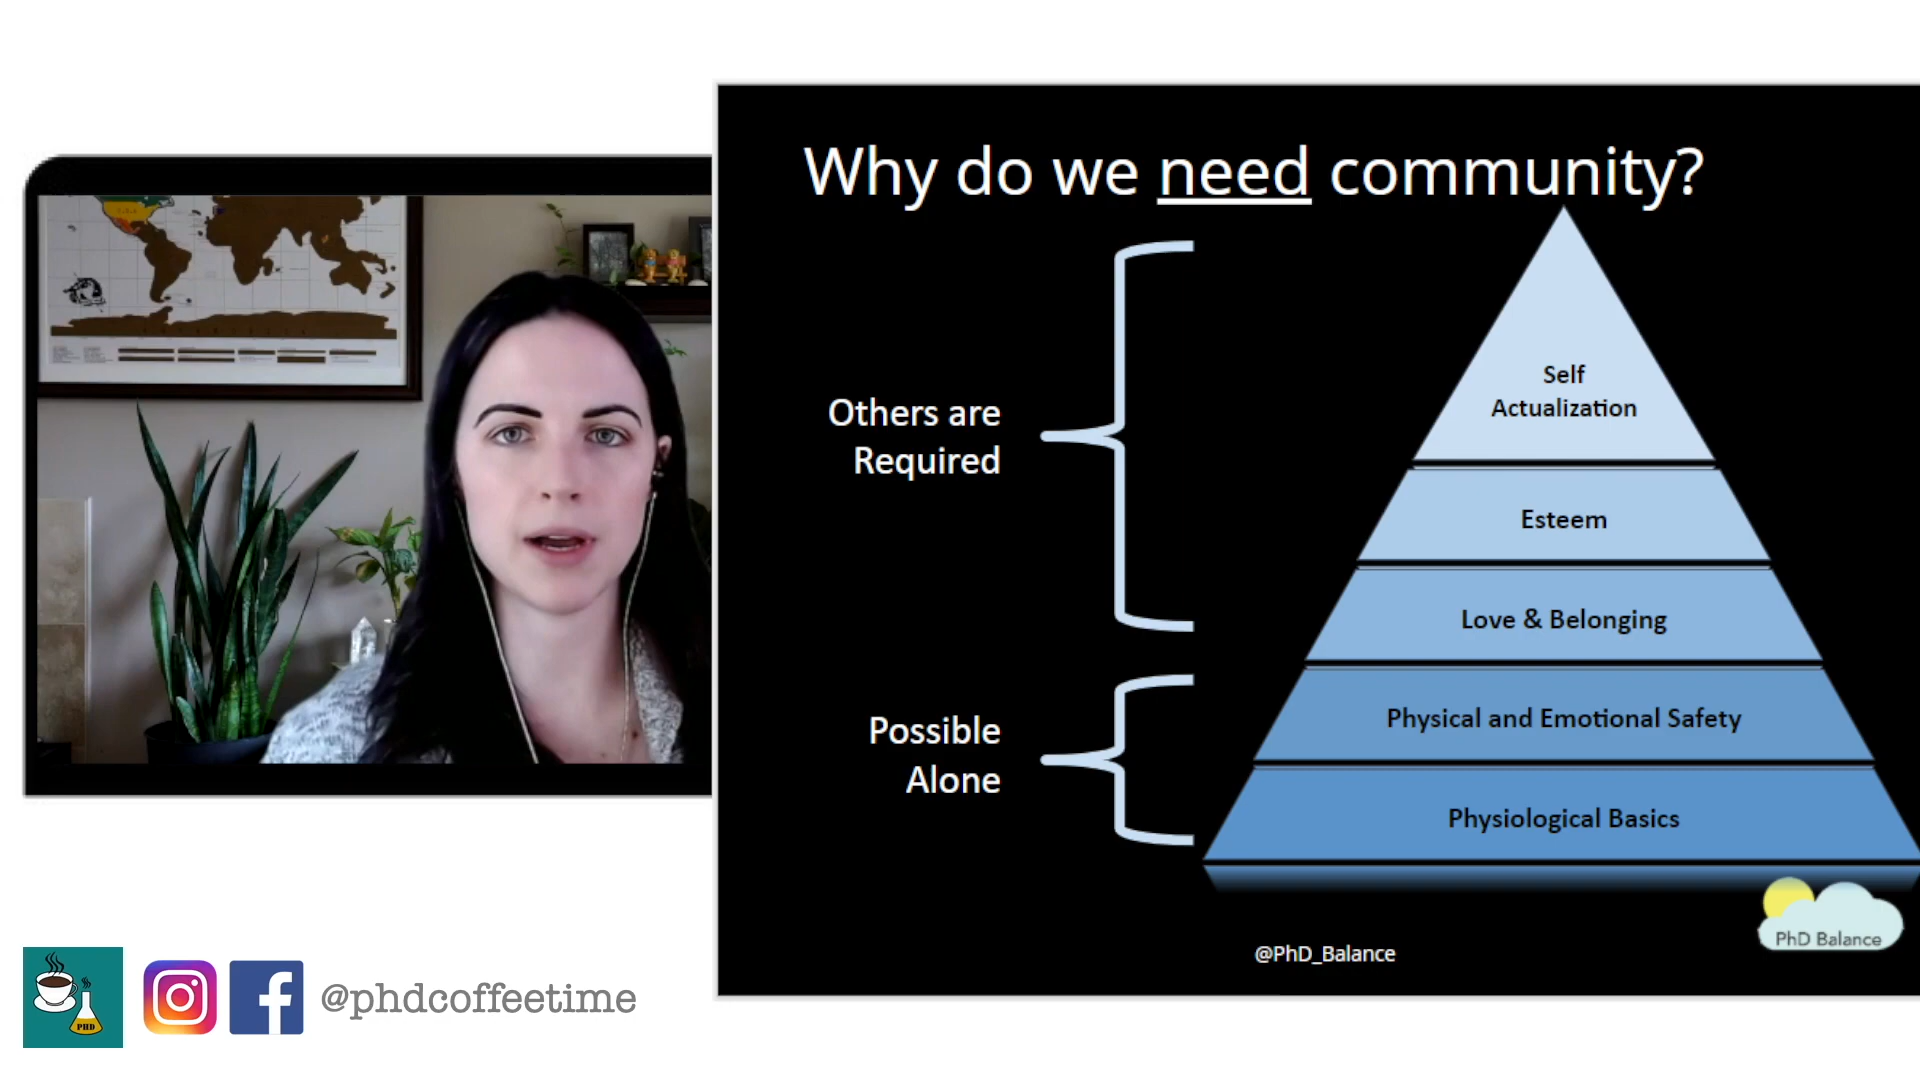 Why do we need community?
Others are
Required
Possible
Alone
Self
Actualization
Esteem
Love & Belonging
Physical and Emotional Safety
Physiological Basics
@PhD_Balance
PhD Balance
PHD
@phdcoffeetime